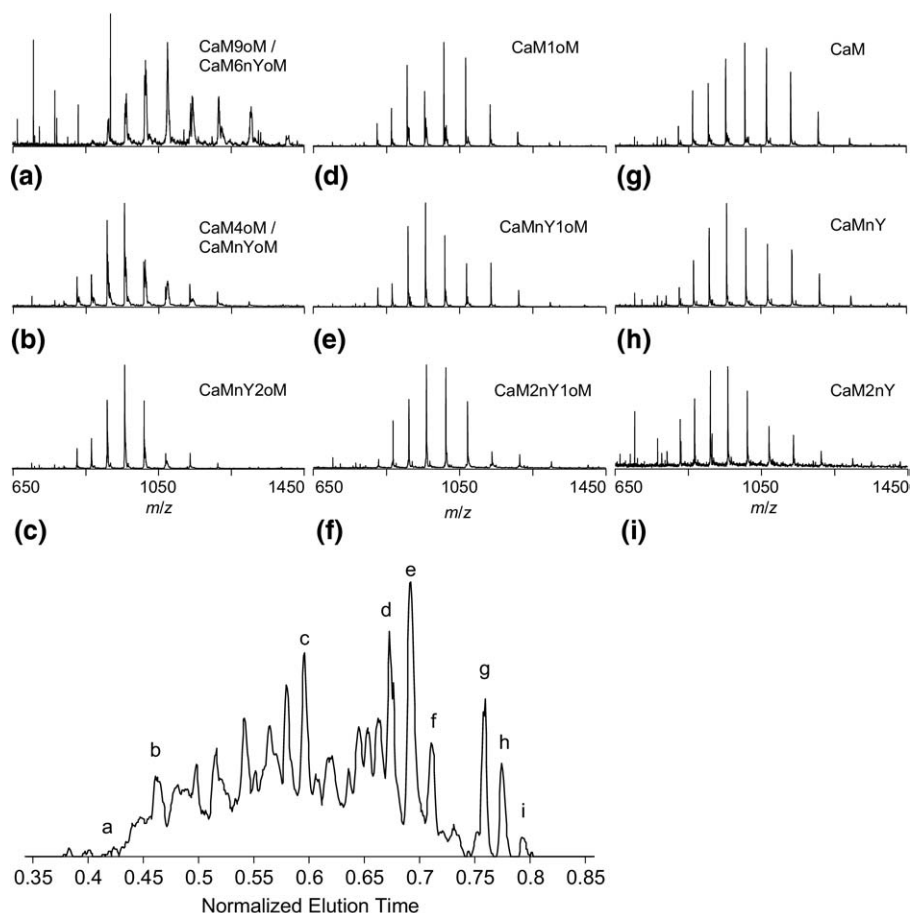 CaM9oM /
CaM6nYoM
CaM1oM
CaM
(a)
(d)
(g)
CaM4oM /
CaMnYoM
CaMnY1oM
CaMnY
(b)
(e)
(h)
CaMnY2oM
CaM2nY1oM
CaM2nY
650 1050 1450
650 1050 1450
650 1050 1450
m/z
m/z
m/z
(c)
(f)
(i)
a
b
c
d
e
f
g
h
i
0.35 0.4 0.45 0.5 0.55 0.6 0.65 0.7 0.75 0.8 0.85
Normalized Elution Time